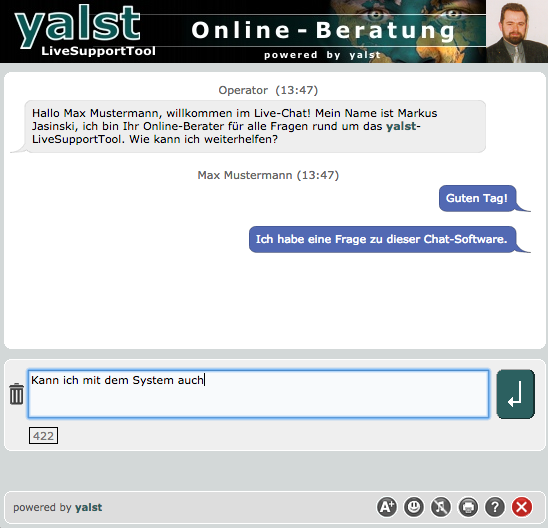 yalst
LiveSupportTool
Online-Beratung
powered by yalst
Operator (13:47)
Hallo Max Mustermann, willkommen im Live-Chat! Mein Name ist Markus
Jasinski, ich bin Ihr Online-Berater für alle Fragen rund um das yalst-
LiveSupportTool. Wie kann ich weiterhelfen?
Max Mustermann (13:47)
Guten Tag!
Ich habe eine Frage zu dieser Chat-Software.
Kann ich mit dem System auch
422
powered by yalst
A+
?